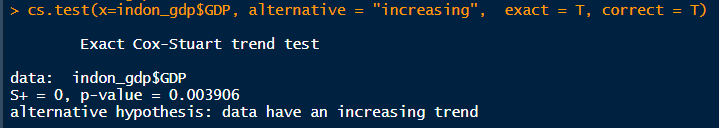 > cs.test(x=indon_gdp$GDP, alternative = "increasing",  exact = T, correct = T)
Exact Cox-Stuart trend test
data:  indon_gdp$GDP
S+ = 0, p-value = 0.003906
alternative hypothesis: data have an increasing trend